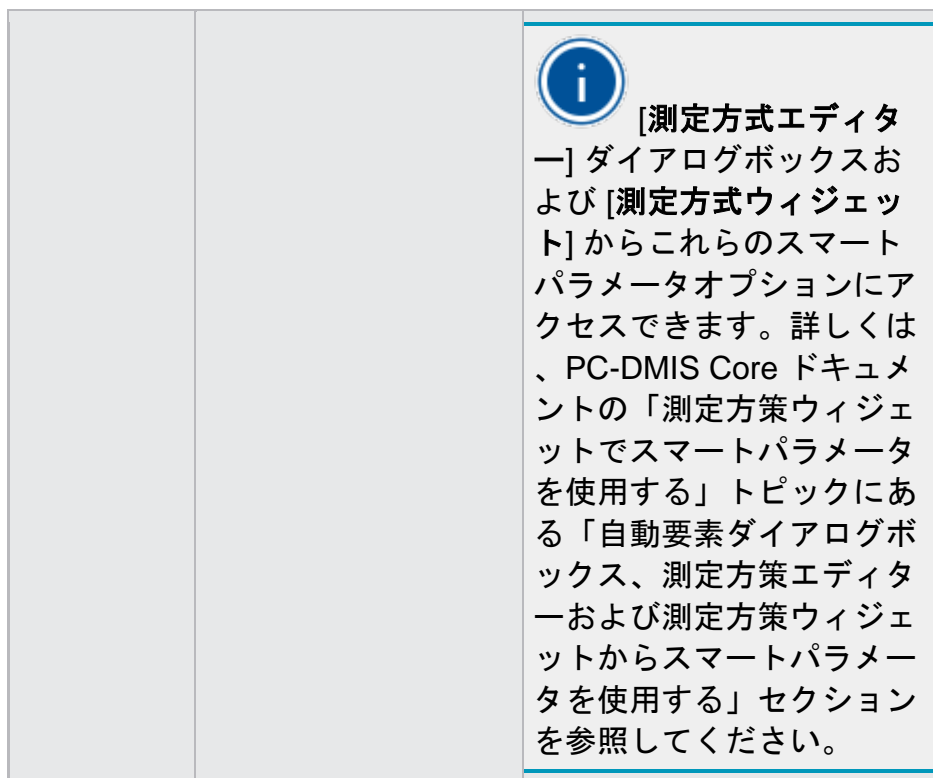 i
[測定方式エディタ
ー] ダイアログボックスお
よび [測定方式ウィジェッ
ト] からこれらのスマート
パラメータオプションにア
クセスできます。詳しくは
、PC-DMIS Core ドキュメ
ントの「測定方策ウィジェ
ットでスマートパラメータ
を使用する」トピックにあ
る「自動要素ダイアログボ
ックス、測定方策エディタ
ーおよび測定方策ウィジェ
ットからスマートパラメー
タを使用する」セクション
を参照してください。